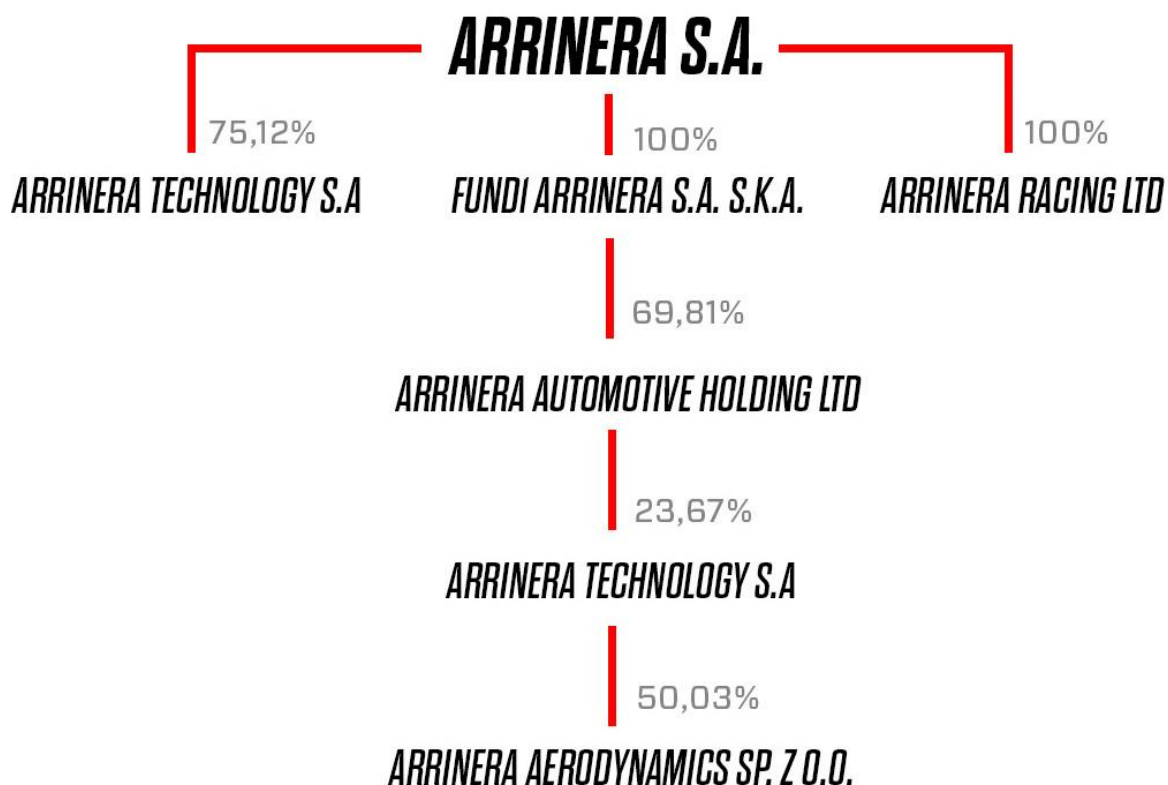 ARRINERA S.A.
75,12%
100%
100%
ARRINERA TECHNOLOGY S.A
FUND1 ARRINERA S.A. S.K.A.
ARRINERA RACING LTD
69,81%
ARRINERA AUTOMOTIVE HOLDING LTD
23,67%
ARRINERA TECHNOLOGY S.A
50,03%
ARRINERA AERODYNAMICS SP. Z O.O.